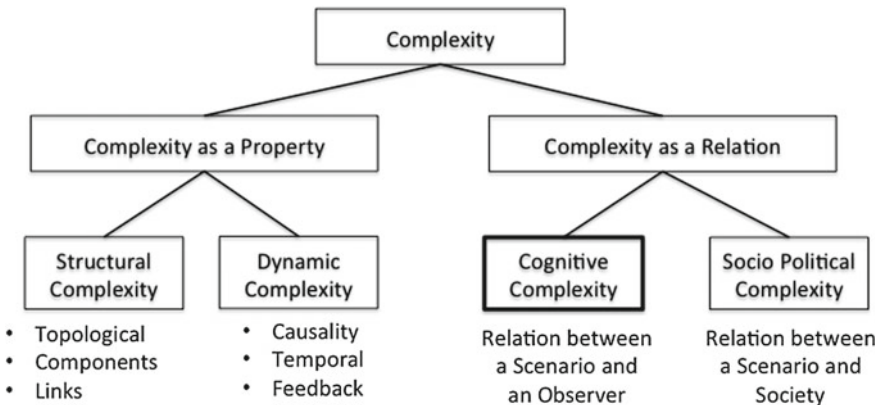 Complexity
Complexity as a Property
Complexity as a Relation
Structural
Complexity
Dynamic
Complexity
Cognitive
Complexity
Socio Political
Complexity
• Topological
• Components
• Links
• Causality
• Temporal
• Feedback
Relation between
a Scenario and
an Observer
Relation between
a Scenario and
Society